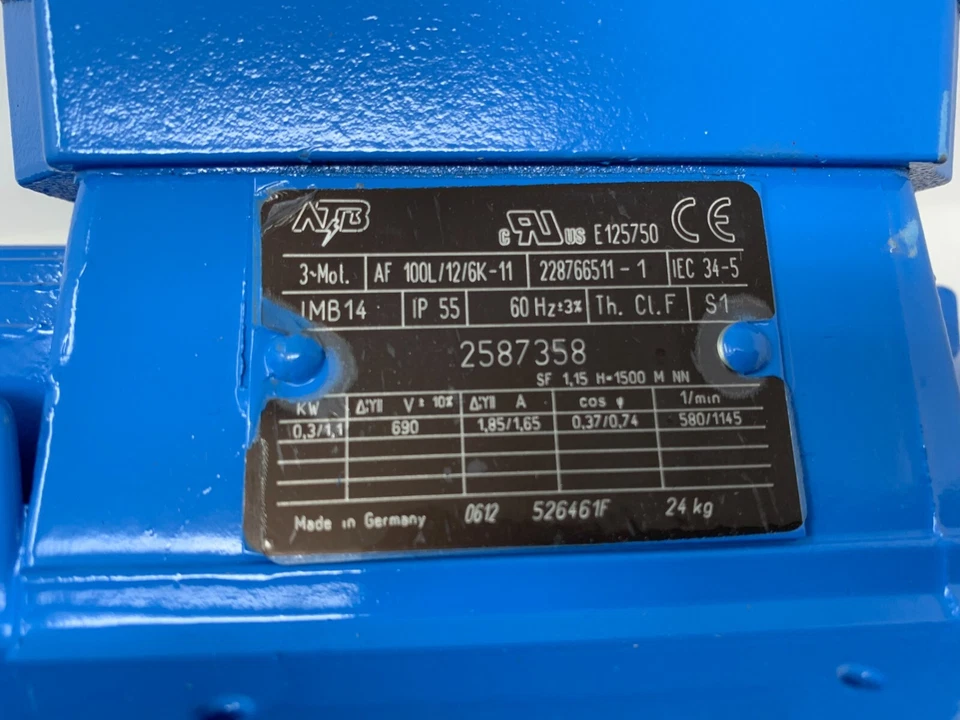 ATB c RU US E125750 CE
3~Mot. AF 100L/12/6K-11 228766511-1 IEC 34-5
IMB14 IP 55 60 Hz±3% Th. Cl. F S1
2587358
SF 1,15 H=1500 M NN
KW Δ;Y|| V± 10% Δ;Y|| A cos φ 1/min
0,3/1,1 690 1,85/1,65 0,37/0,74 580/1145
Made in Germany 0612 526461F 24 kg